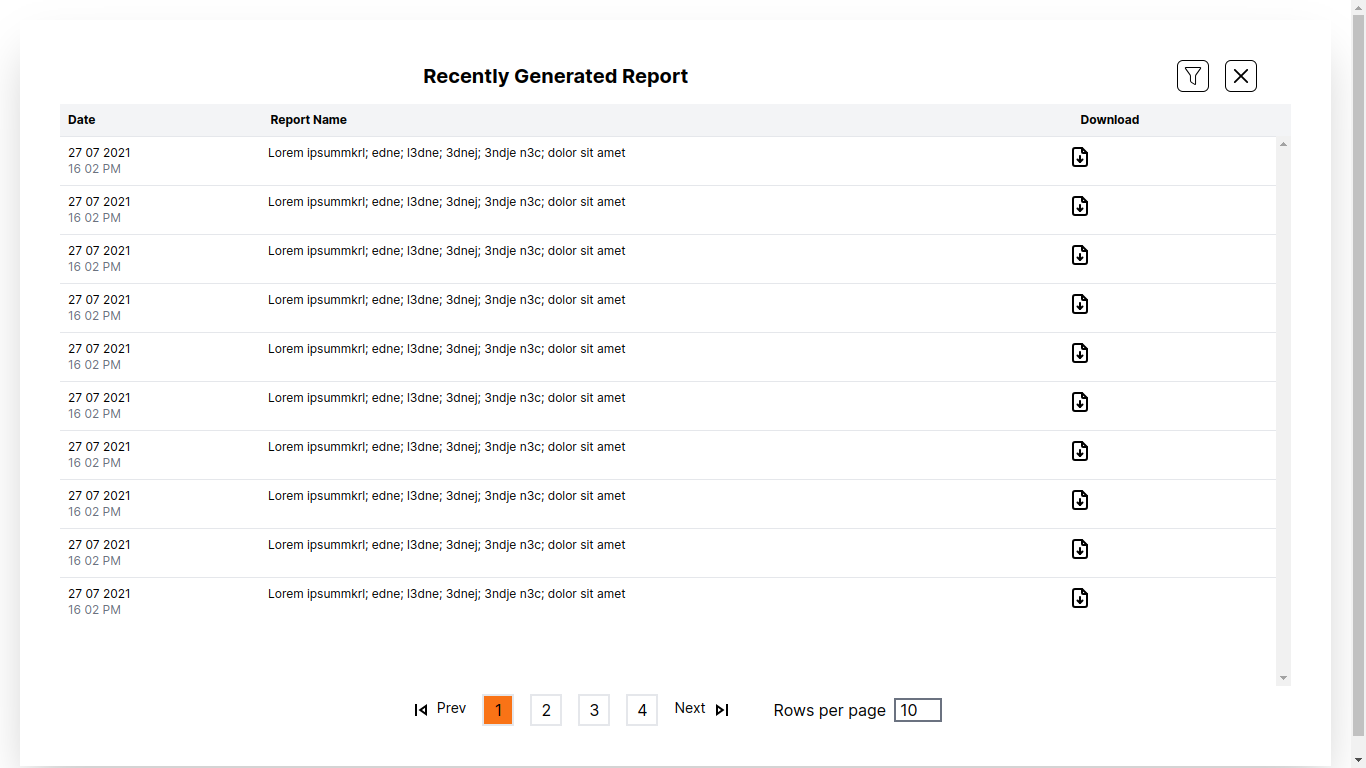 Recently Generated Report
Date Report Name Download
27 07 2021 Lorem ipsummkrl; edne; l3dne; 3dnej; 3ndje n3c; dolor sit amet
16 02 PM
27 07 2021 Lorem ipsummkrl; edne; l3dne; 3dnej; 3ndje n3c; dolor sit amet
16 02 PM
27 07 2021 Lorem ipsummkrl; edne; l3dne; 3dnej; 3ndje n3c; dolor sit amet
16 02 PM
27 07 2021 Lorem ipsummkrl; edne; l3dne; 3dnej; 3ndje n3c; dolor sit amet
16 02 PM
27 07 2021 Lorem ipsummkrl; edne; l3dne; 3dnej; 3ndje n3c; dolor sit amet
16 02 PM
27 07 2021 Lorem ipsummkrl; edne; l3dne; 3dnej; 3ndje n3c; dolor sit amet
16 02 PM
27 07 2021 Lorem ipsummkrl; edne; l3dne; 3dnej; 3ndje n3c; dolor sit amet
16 02 PM
27 07 2021 Lorem ipsummkrl; edne; l3dne; 3dnej; 3ndje n3c; dolor sit amet
16 02 PM
27 07 2021 Lorem ipsummkrl; edne; l3dne; 3dnej; 3ndje n3c; dolor sit amet
16 02 PM
27 07 2021 Lorem ipsummkrl; edne; l3dne; 3dnej; 3ndje n3c; dolor sit amet
16 02 PM
Prev 1 2 3 4 Next Rows per page 10